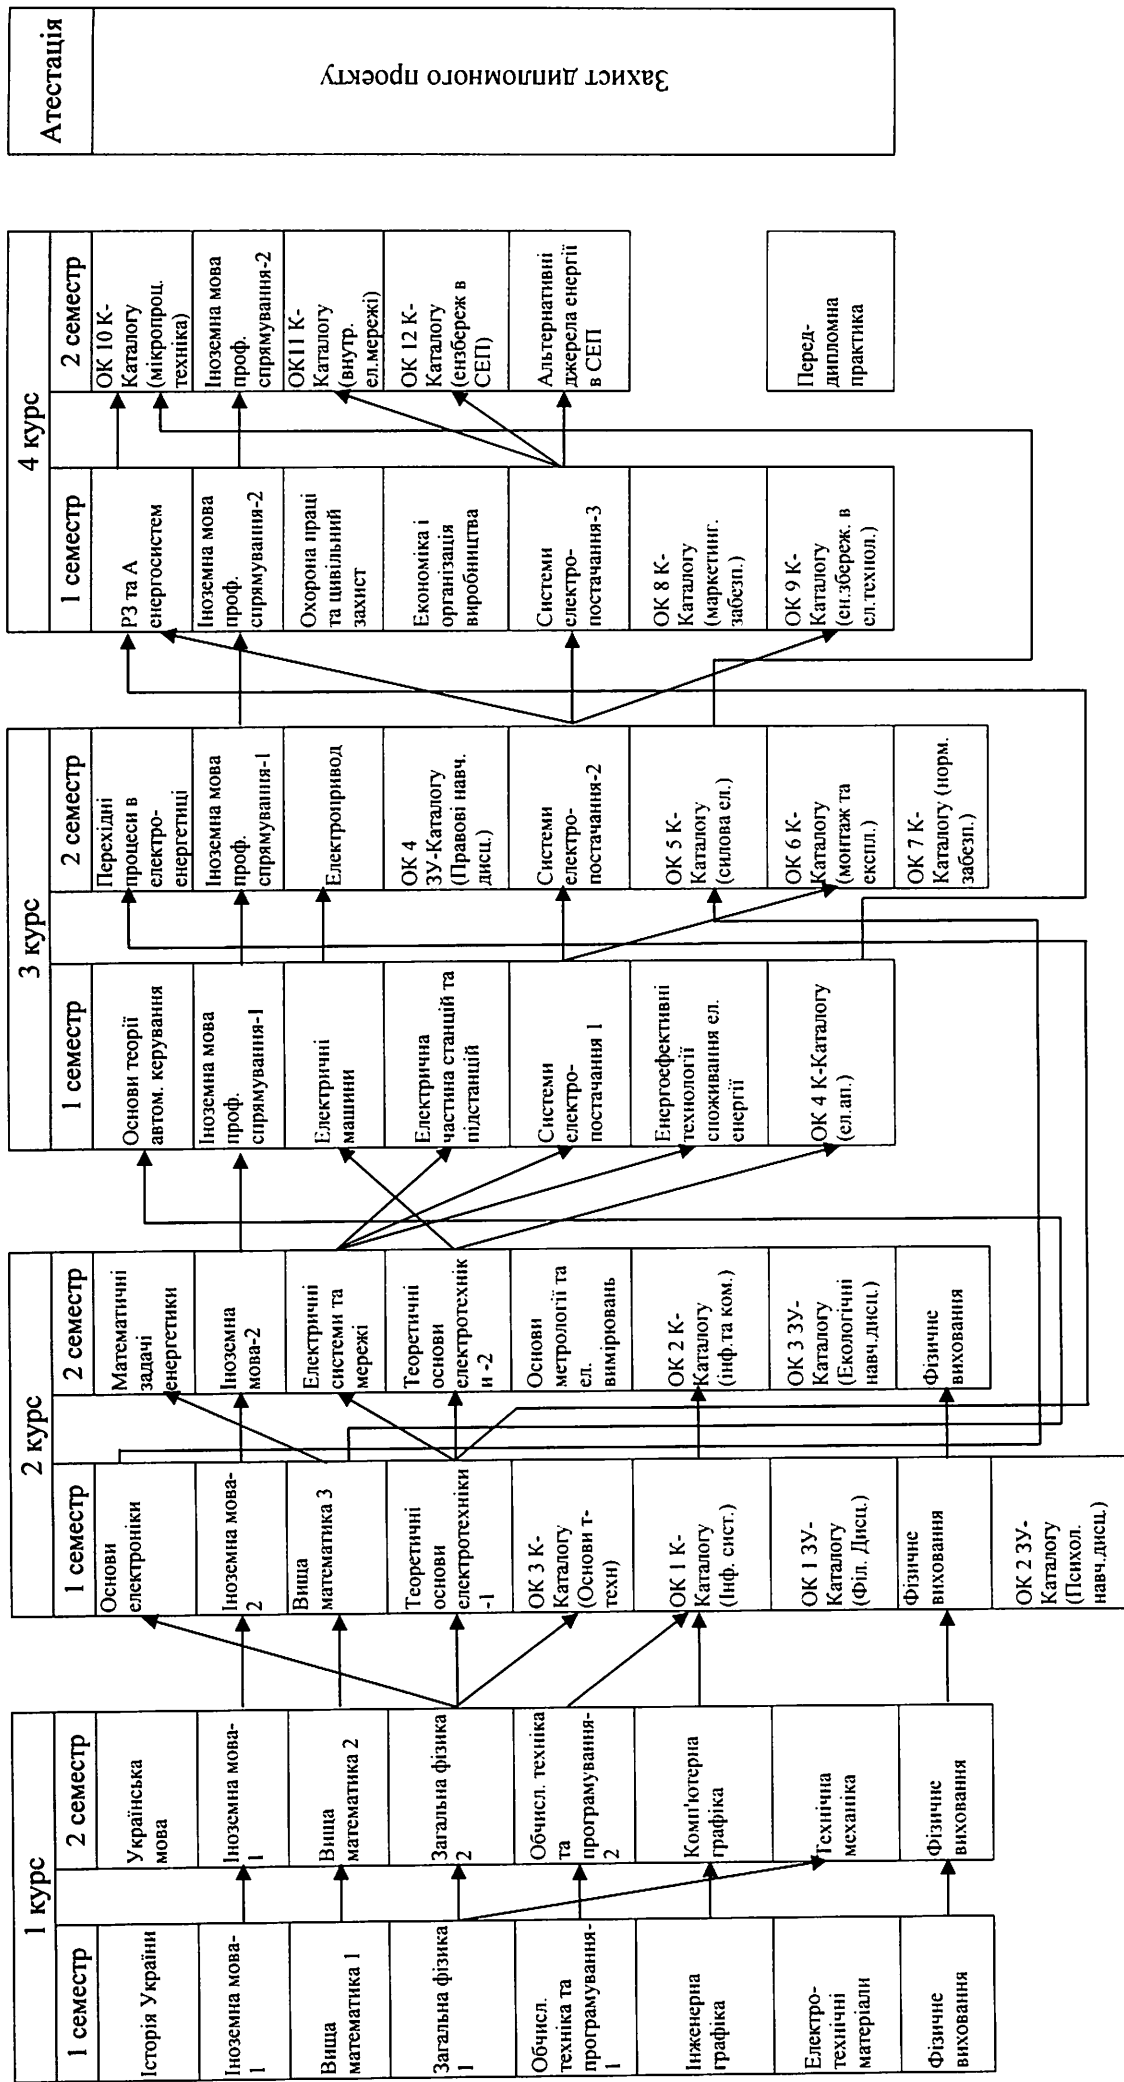 1 курс
1 семестр
Історія України
Іноземна мова-
1
Вища
математика 1
Загальна фізика
1
Обчисл.
техніка та
програмування-
1
Інженерна
графіка
Електро-
технічні
матеріали
Фізичне
виховання
2 семестр
Українська
мова
Іноземна мова-
1
Вища
математика 2
Загальна фізика
2
Обчисл. техніка
та
програмування-
2
Комп'ютерна
графіка
Технічна
механіка
Фізичне
виховання
2 курс
1 семестр
Основи
електроніки
Іноземна мова-
2
Вища
математика 3
Теоретичні
основи
електротехніки
-1
ОК 3 К-
Каталогу
(Основи т-
техн)
ОК 1 К-
Каталогу
(Інф. сист.)
ОК 1 ЗУ-
Каталогу
(Філ. Дисц.)
Фізичне
виховання
ОК 2 ЗУ-
Каталогу
(Психол.
навч.дисц.)
2 семестр
Математичні
задачі
енергетики
Іноземна
мова-2
Електричні
системи та
мережі
Теоретичні
основи
електротехнік
и -2
Основи
метрології та
ел.
вимірювань
ОК 2 К-
Каталогу
(інф.та ком.)
ОК 3 ЗУ-
Каталогу
(Екологічні
навч.дисц.)
Фізичне
виховання
3 курс
1 семестр
Основи теорії
автом. керування
Іноземна мова
проф.
спрямування-1
Електричні
машини
Електрична
частина станцій та
підстанцій
Системи
електро-
постачання 1
Енергоефективні
технології
споживання ел.
енергії
ОК 4 К-Каталогу
(ел.ап.)
2 семестр
Перехідні
процеси в
електро-
енергетиці
Іноземна мова
проф.
спрямування-1
Електропривод
ОК 4
ЗУ-Каталогу
(Правові навч.
дисц.)
Системи
електро-
постачання-2
ОК 5 К-
Каталогу
(силова ел.)
ОК 6 К-
Каталогу
(монтаж та
експл.)
ОК 7 К-
Каталогу (норм.
забезп.)
4 курс
1 семестр
РЗ та А
енергосистем
Іноземна мова
проф.
спрямування-2
Охорона праці
та цивільний
захист
Економіка і
організація
виробництва
Системи
електро-
постачання-3
ОК 8 К-
Каталогу
(маркетинг.
забезп.)
ОК 9 К-
Каталогу
(ен.збереж. в
ел.технол.)
2 семестр
ОК 10 К-
Каталогу
(мікропроц.
техніка)
Іноземна мова
проф.
спрямування-2
ОК11 К-
Каталогу
(внутр.
ел.мережі)
ОК 12 К-
Каталогу
(ензбереж в
СЕП)
Альтернативні
джерела енергії
в СЕП
Перед-
дипломна
практика
Атестація
Захист дипломного проекту